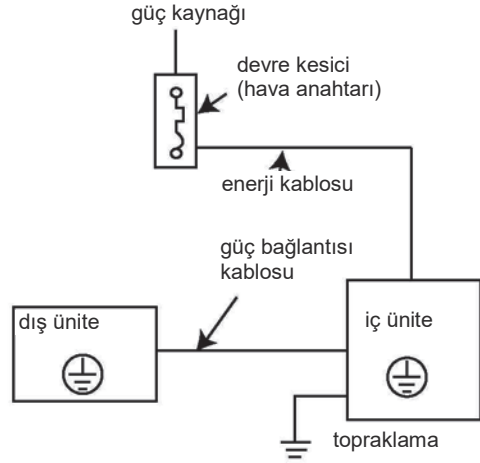 güç kaynağı
devre kesici
(hava anahtarı)
enerji kablosu
güç bağlantısı
kablosu
dış ünite
iç ünite
topraklama